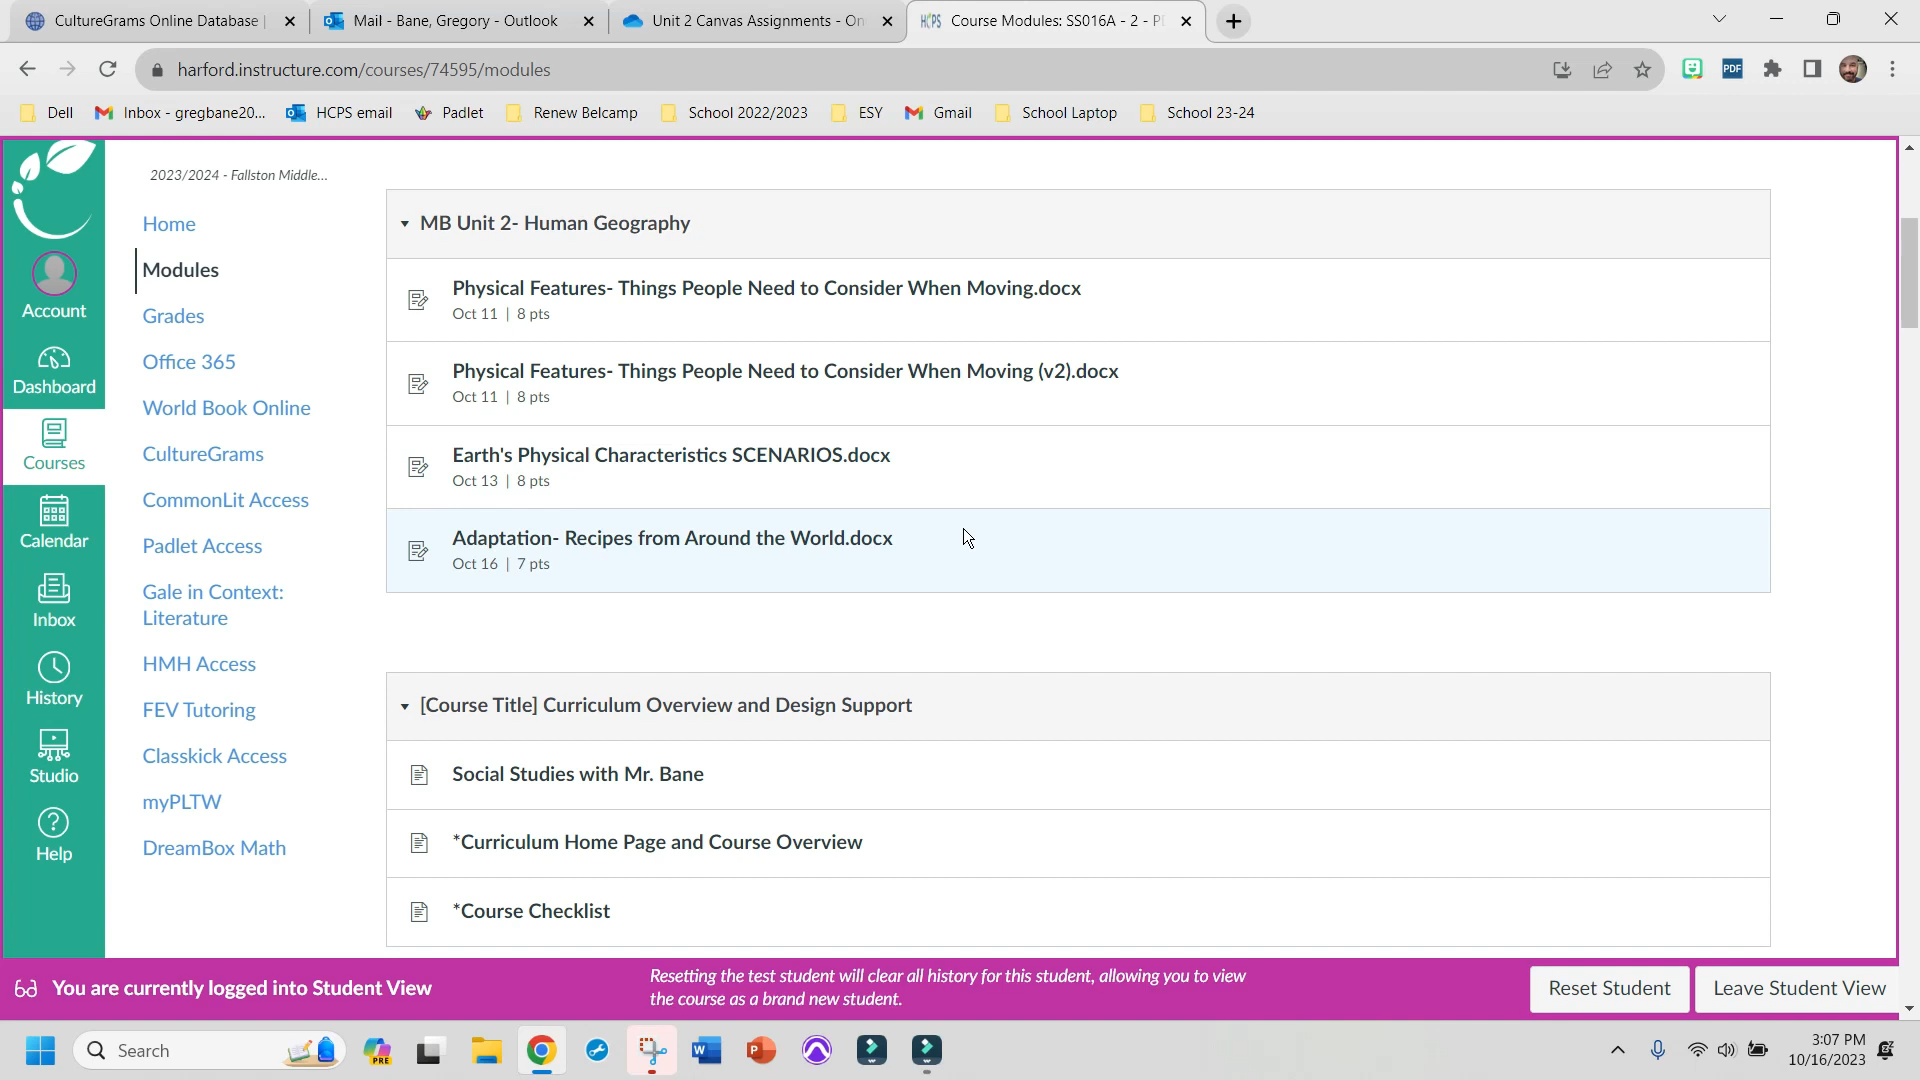 CultureGrams Online Database
Mail - Bane, Gregory - Outlook
Unit 2 Canvas Assignments - On
Course Modules: SS016A - 2 - P
harford.instructure.com/courses/74595/modules
PDF
Dell
Inbox - gregbane20...
HCPS email
Padlet
Renew Belcamp
School 2022/2023
ESY
Gmail
School Laptop
School 23-24
Account
Dashboard
Courses
Calendar
Inbox
History
Studio
Help
2023/2024 - Fallston Middle...
Home
Modules
Grades
Office 365
World Book Online
CultureGrams
CommonLit Access
Padlet Access
Gale in Context:
Literature
HMH Access
FEV Tutoring
Classkick Access
myPLTW
DreamBox Math
MB Unit 2- Human Geography
Physical Features- Things People Need to Consider When Moving.docx
Oct 11 | 8 pts
Physical Features- Things People Need to Consider When Moving (v2).docx
Oct 11 | 8 pts
Earth's Physical Characteristics SCENARIOS.docx
Oct 13 | 8 pts
Adaptation- Recipes from Around the World.docx
Oct 16 | 7 pts
[Course Title] Curriculum Overview and Design Support
Social Studies with Mr. Bane
*Curriculum Home Page and Course Overview
*Course Checklist
You are currently logged into Student View
Resetting the test student will clear all history for this student, allowing you to view
the course as a brand new student.
Reset Student
Leave Student View
Search
PRE
3:07 PM
10/16/2023